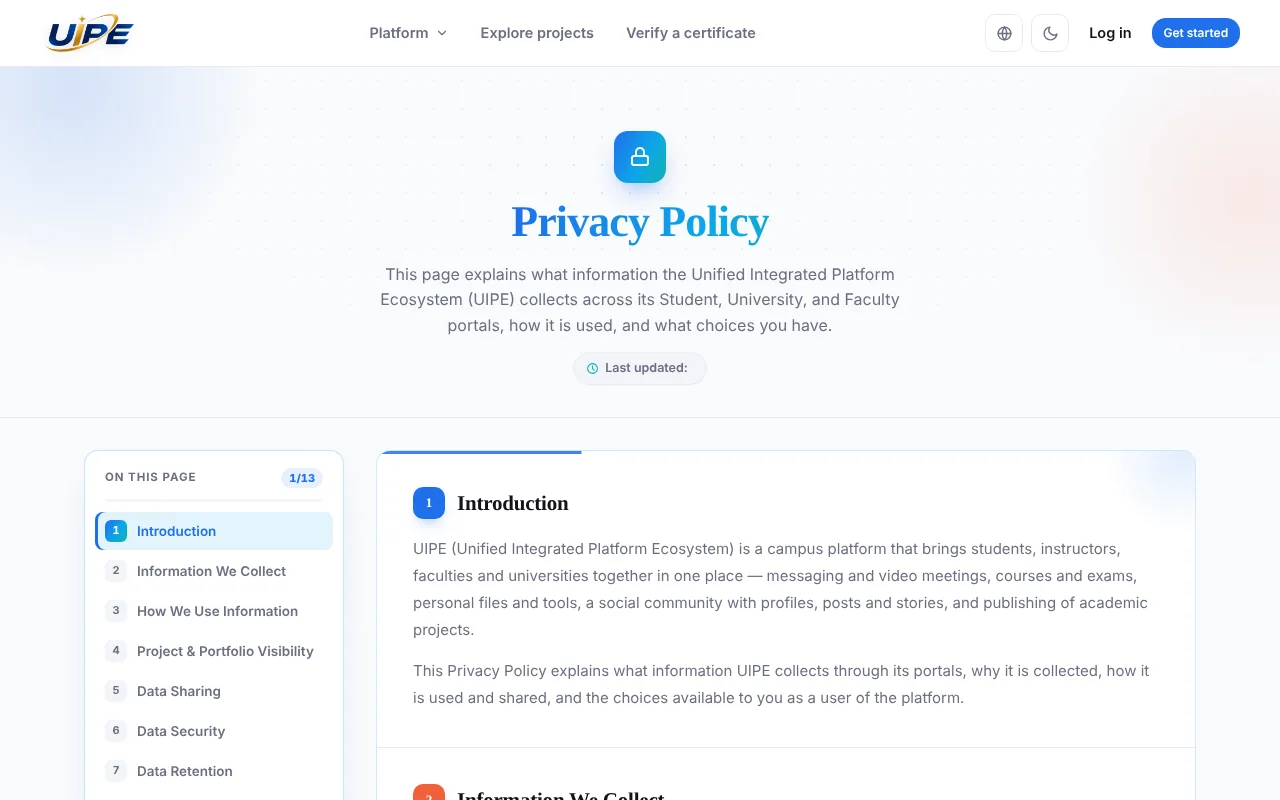 UIPE
Platform
Explore projects
Verify a certificate
Log in
Get started
Privacy Policy
This page explains what information the Unified Integrated Platform
Ecosystem (UIPE) collects across its Student, University, and Faculty
portals, how it is used, and what choices you have.
Last updated:
ON THIS PAGE
1/13
1 Introduction
2 Information We Collect
3 How We Use Information
4 Project & Portfolio Visibility
5 Data Sharing
6 Data Security
7 Data Retention
1 Introduction
UIPE (Unified Integrated Platform Ecosystem) is a campus platform that brings students, instructors,
faculties and universities together in one place — messaging and video meetings, courses and exams,
personal files and tools, a social community with profiles, posts and stories, and publishing of academic
projects.
This Privacy Policy explains what information UIPE collects through its portals, why it is collected, how it
is used and shared, and the choices available to you as a user of the platform.
2 Information We Collect